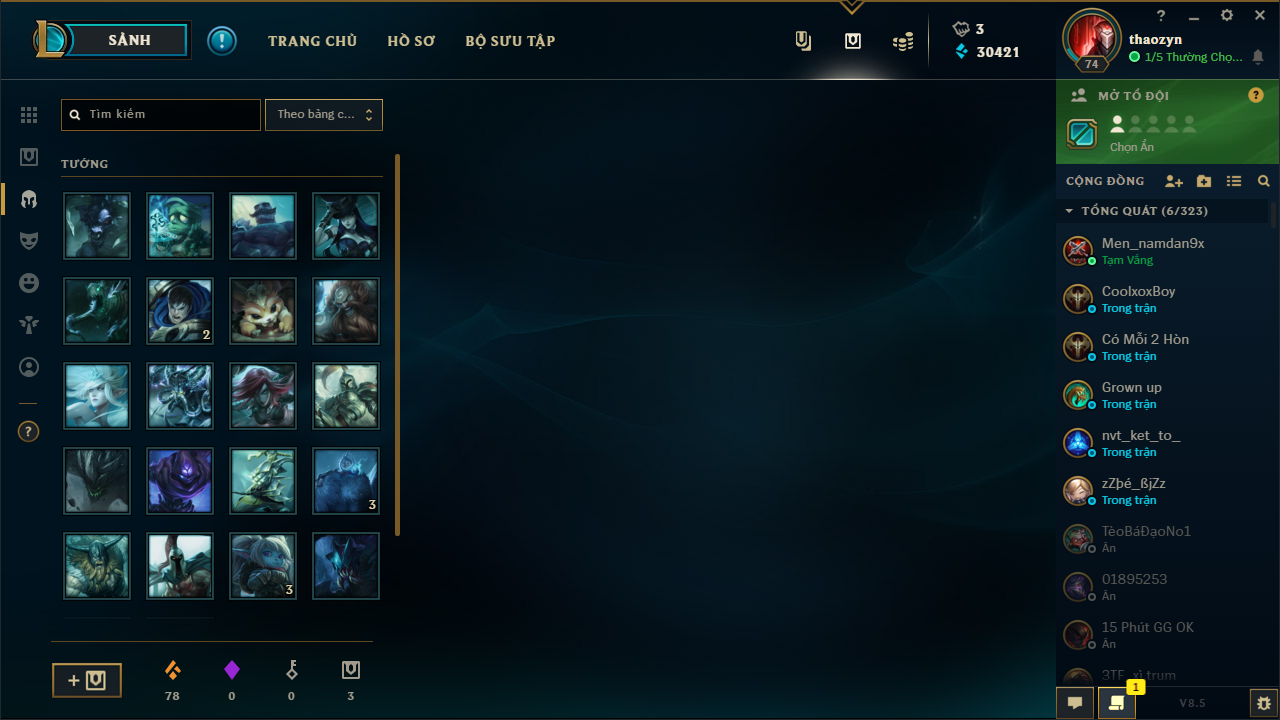 SẢNH
TRANG CHỦ
HỒ SƠ
BỘ SƯU TẬP
3
30421
74
thaozyn
1/5 Thường Chọ...
Tìm kiếm
Theo bảng c...
TƯỚNG
2
3
3
78
0
0
3
MỞ TỔ ĐỘI
Chọn Ẩn
CỘNG ĐỒNG
TỔNG QUÁT (6/323)
Men_namdan9x
Tạm Vắng
CoolxoxBoy
Trong trận
Có Mỗi 2 Hòn
Trong trận
Grown up
Trong trận
nvt_ket_to_
Trong trận
zZþé_ßjZz
Trong trận
TèoBáĐạoNo1
Ẩn
01895253
Ẩn
15 Phút GG OK
Ẩn
3TF_xì trum
1
V8.5